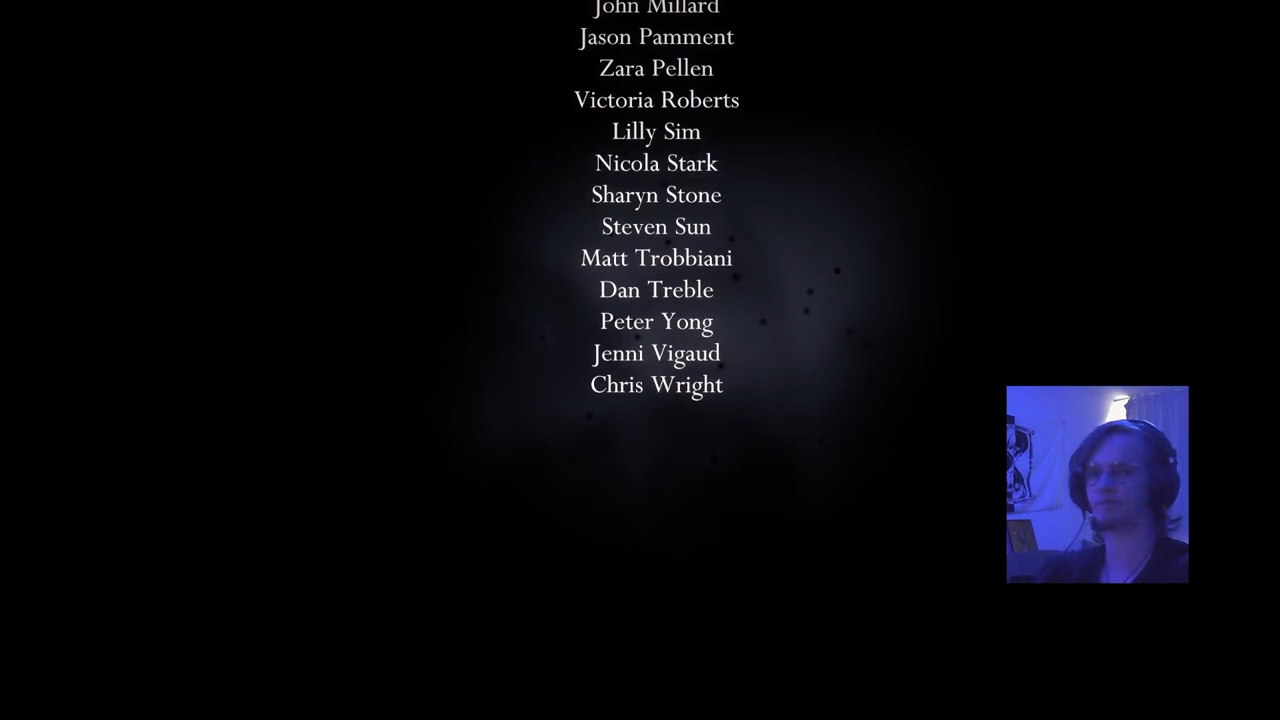 John Millard
Jason Pamment
Zara Pellen
Victoria Roberts
Lilly Sim
Nicola Stark
Sharyn Stone
Steven Sun
Matt Trobbiani
Dan Treble
Peter Yong
Jenni Vigaud
Chris Wright